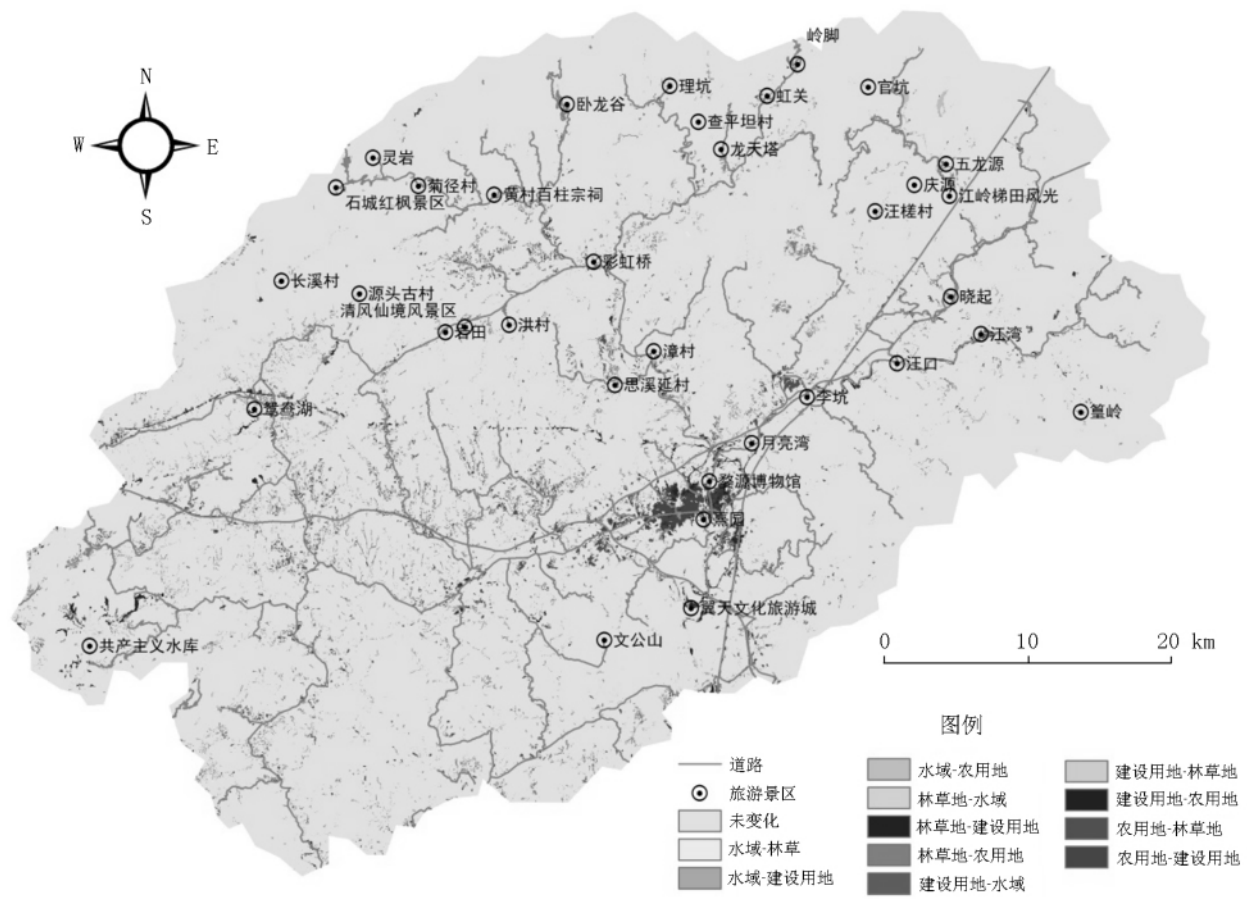 岭脚
N
理坑
官坑
虹关
卧龙谷
查平坦村
W
E
龙天塔
灵岩
五龙源
菊径村
庆源
石城红枫景区
黄村百柱宗祠
江岭梯田风光
S
汪槎村
彩虹桥
长溪村
源头古村
晓起
清风仙境风景区
岩田
洪村
江湾
漳村
汪口
思溪延村
李坑
鸳鸯湖
篁岭
月亮湾
婺源博物馆
熹园
翼天文化旅游城
文公山
共产主义水库
0 10 20 km
图例
道路
旅游景区
未变化
水域-林草
水域-建设用地
水域-农用地
林草地-水域
林草地-建设用地
林草地-农用地
建设用地-水域
建设用地-林草地
建设用地-农用地
农用地-林草地
农用地-建设用地